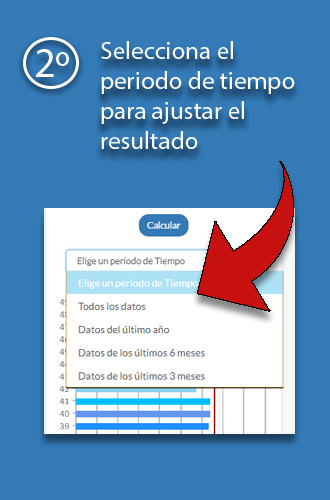 2º
Selecciona el
periodo de tiempo
para ajustar el
resultado
Calcular
Elige un periodo de Tiempo
Elige un periodo de Tiempo
Todos los datos
Datos del último año
Datos de los últimos 6 meses
Datos de los últimos 3 meses
42
41
40
39